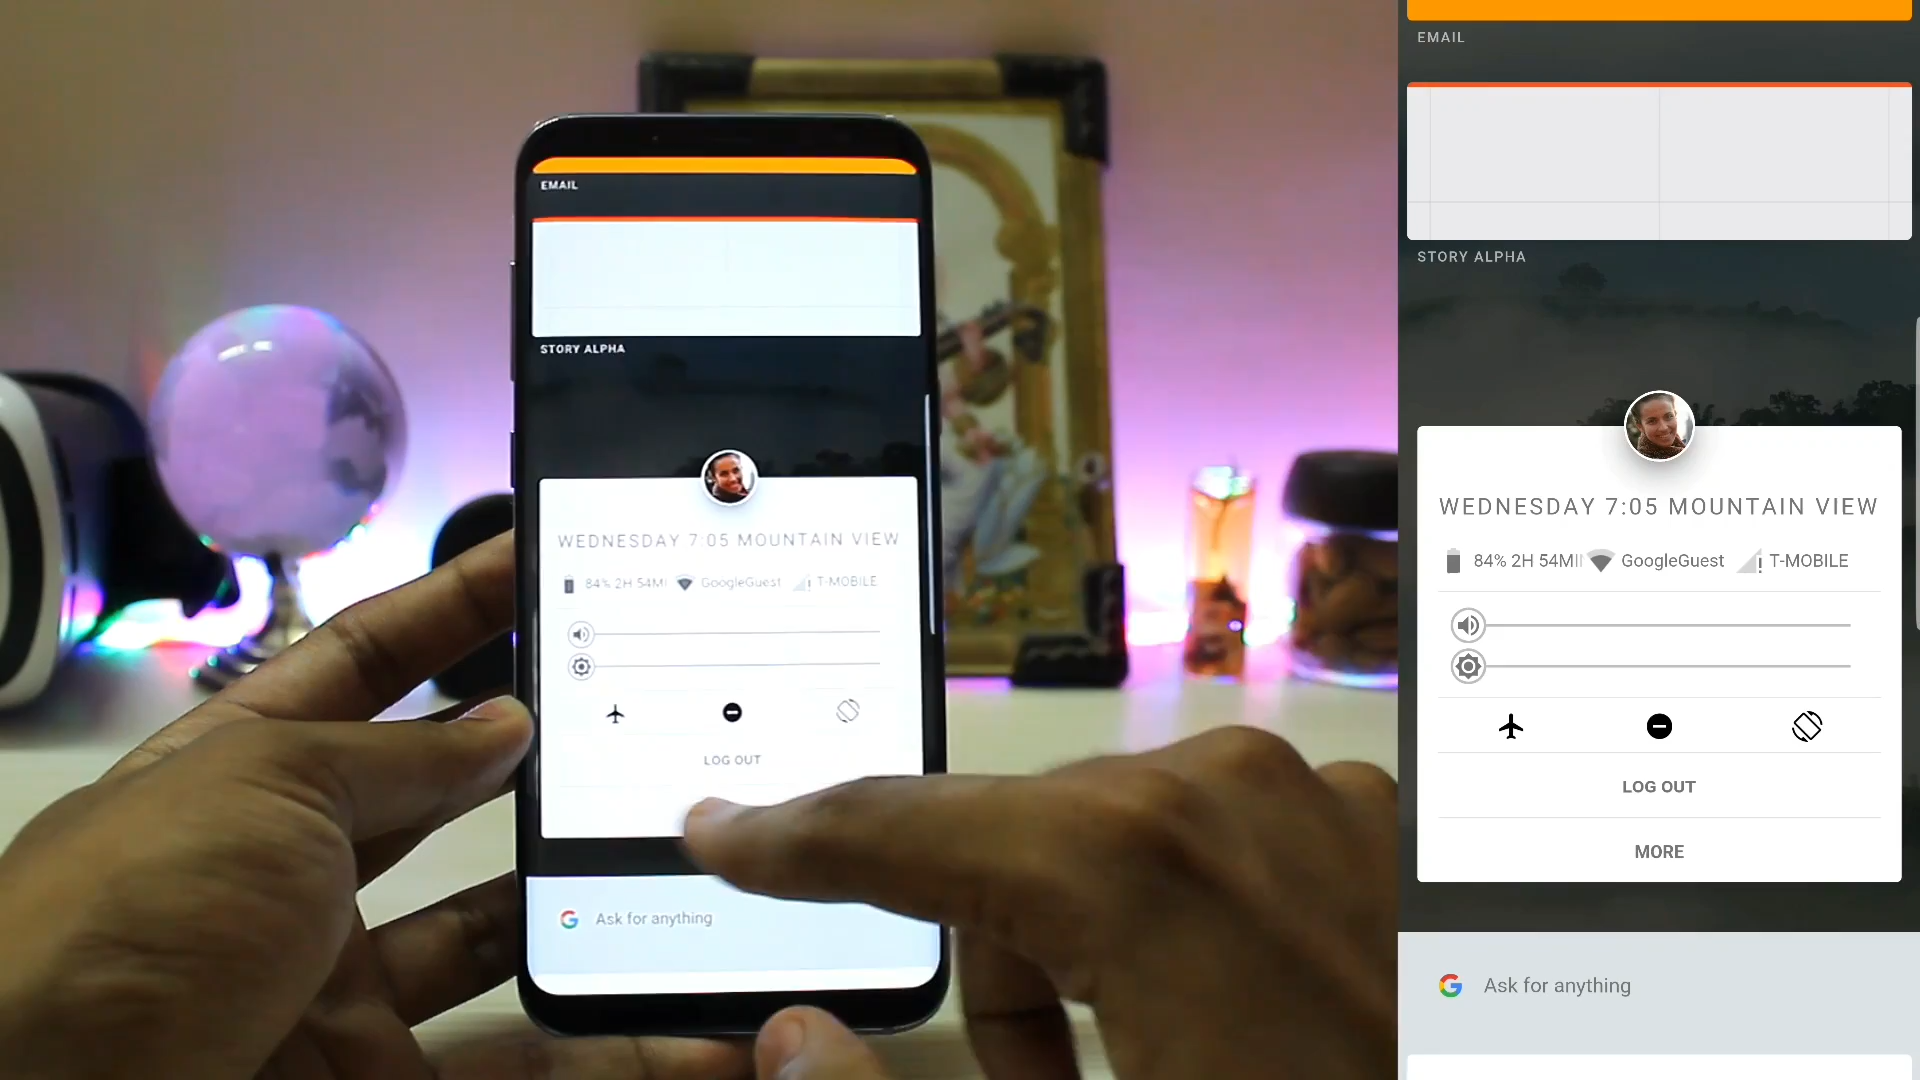 EMAIL
STORY ALPHA
WEDNESDAY 7:05 MOUNTAIN VIEW
84% 2H 54MI GoogleGuest T-MOBILE
LOG OUT
Ask for anything
EMAIL
STORY ALPHA
WEDNESDAY 7:05 MOUNTAIN VIEW
84% 2H 54MI GoogleGuest T-MOBILE
LOG OUT
MORE
Ask for anything